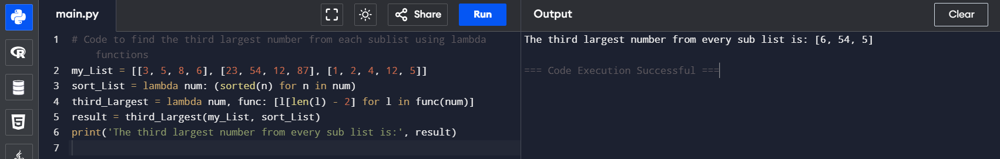 main.py
Share
Run
Output
Clear
1 # Code to find the third largest number from each sublist using lambda
functions
2 my_List = [[3, 5, 8, 6], [23, 54, 12, 87], [1, 2, 4, 12, 5]]
3 sort_List = lambda num: (sorted(n) for n in num)
4 third_Largest = lambda num, func: [l[len(l) - 2] for l in func(num)]
5 result = third_Largest(my_List, sort_List)
6 print('The third largest number from every sub list is:', result)
7
The third largest number from every sub list is: [6, 54, 5]
=== Code Execution Successful ===